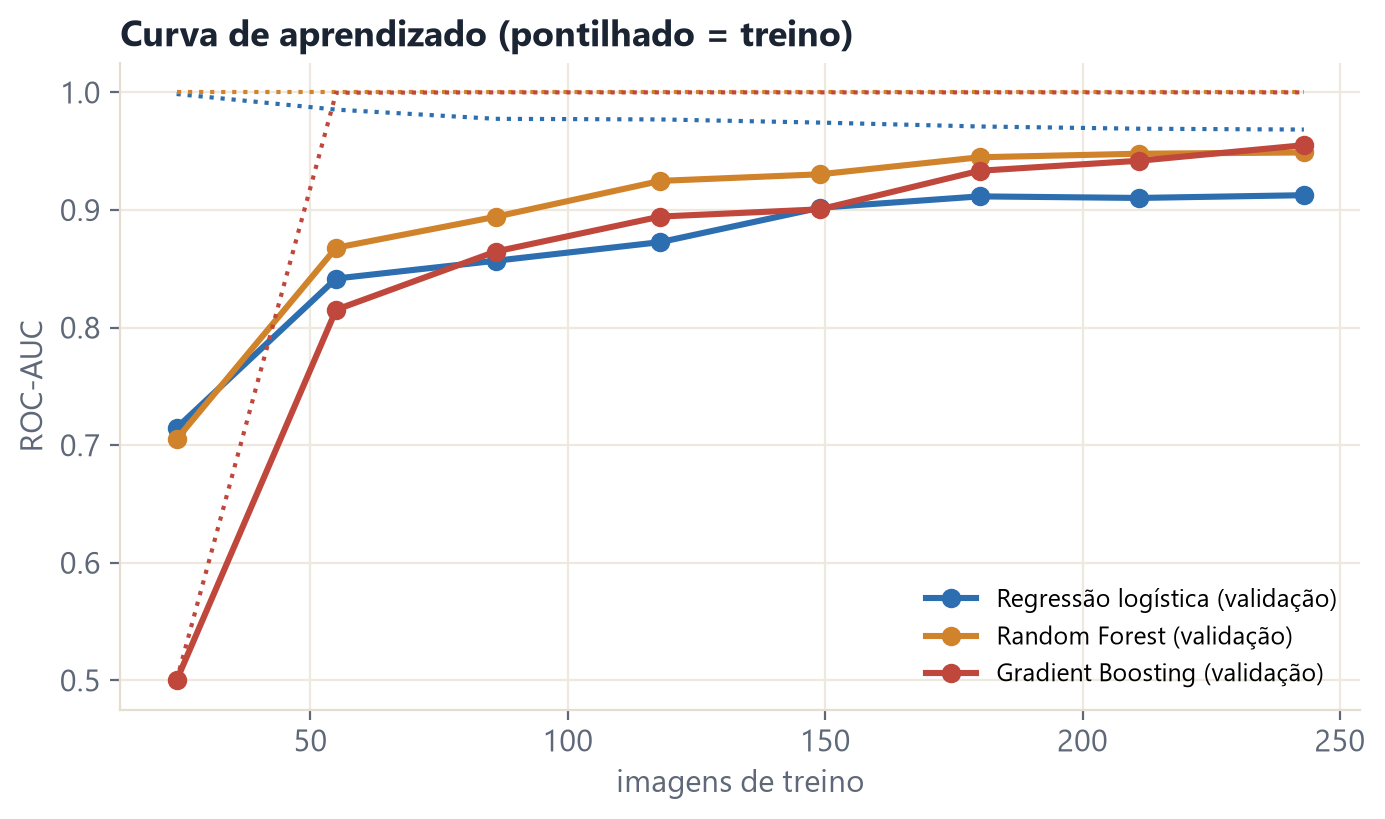 Curva de aprendizado (pontilhado = treino)
1.0
0.9
0.8
0.7
0.6
0.5
ROC-AUC
Regressão logística (validação)
Random Forest (validação)
Gradient Boosting (validação)
50 100 150 200 250
imagens de treino